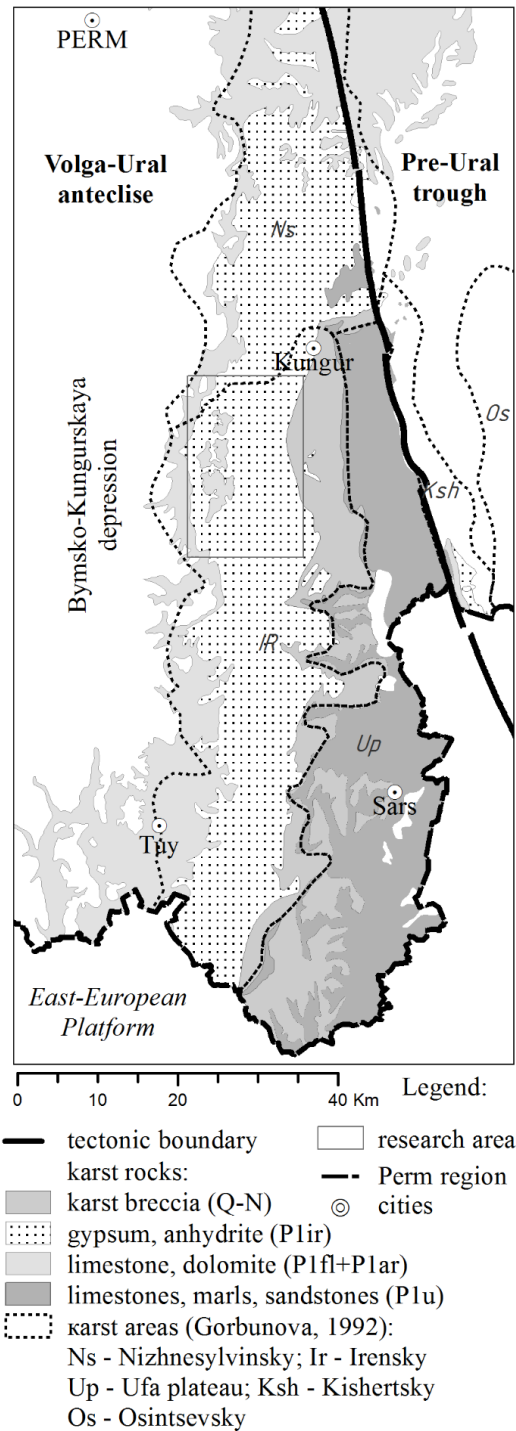 PERM
Volga-Ural
anteclise
Pre-Ural
trough
Ns
Kungur
Os
Bymsko-Kungurskaya
depression
Ksh
IR
Up
Sars
Tuy
East-European
Platform
0 10 20 40 Km
Legend:
tectonic boundary
research area
karst rocks:
Perm region
karst breccia (Q-N)
cities
gypsum, anhydrite (P1ir)
limestone, dolomite (P1fl+P1ar)
limestones, marls, sandstones (P1u)
карst areas (Gorbunova, 1992):
Ns - Nizhnesylvinsky; Ir - Irensky
Up - Ufa plateau; Ksh - Kishertsky
Os - Osintsevsky